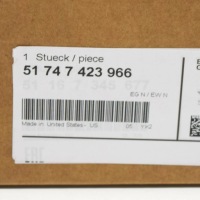 1 Stueck / piece
51 74 7 423 966
EG N / EW N
Made in United States - US